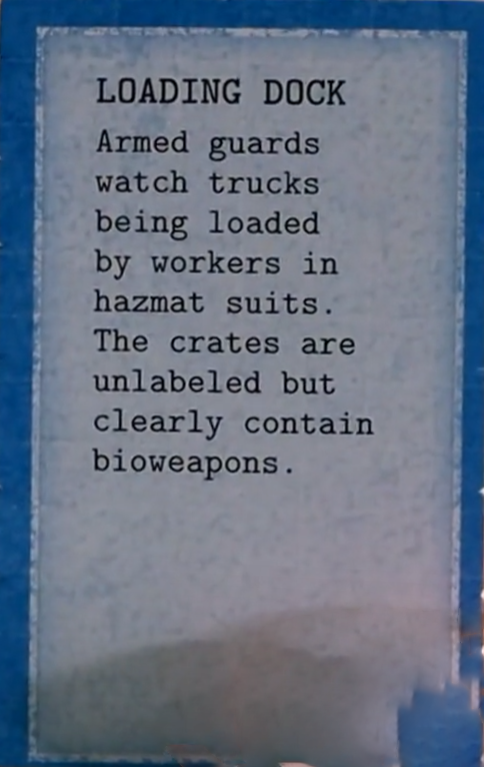 LOADING DOCK
Armed guards
watch trucks
being loaded
by workers in
hazmat suits.
The crates are
unlabeled but
clearly contain
bioweapons.